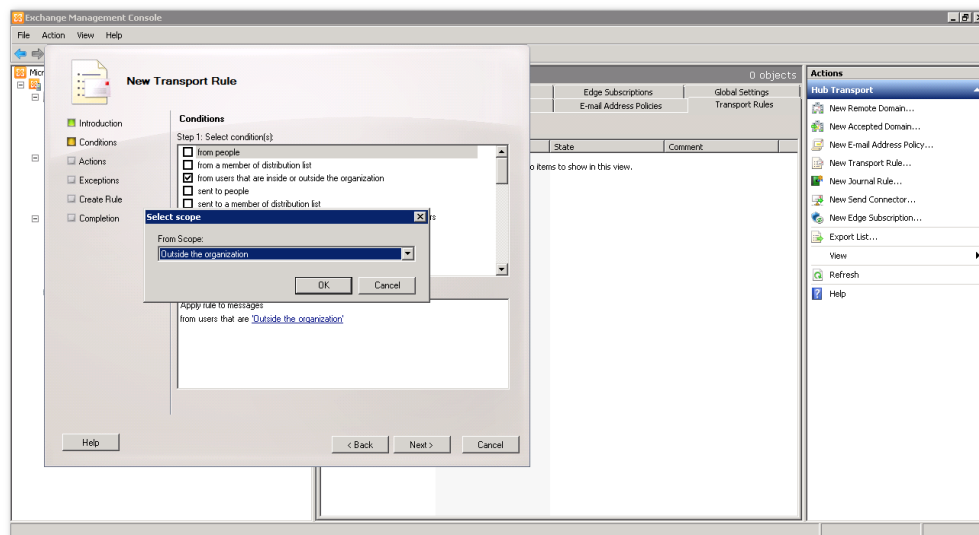 Exchange Management Console
File Action View Help
Micr
0 objects
Edge Subscriptions Global Settings
E-mail Address Policies Transport Rules
State Comment
o items to show in this view.
New Transport Rule
Introduction
Conditions
Actions
Exceptions
Create Rule
Completion
Conditions
Step 1: Select condition(s):
from people
from a member of distribution list
from users that are inside or outside the organization
sent to people
sent to a member of distribution list
rs
Select scope
From Scope:
Outside the organization
OK Cancel
Apply rule to messages
from users that are 'Outside the organization'
Help < Back Next > Cancel
Actions
Hub Transport
New Remote Domain...
New Accepted Domain...
New E-mail Address Policy...
New Transport Rule...
New Journal Rule...
New Send Connector...
New Edge Subscription...
Export List...
View
Refresh
Help